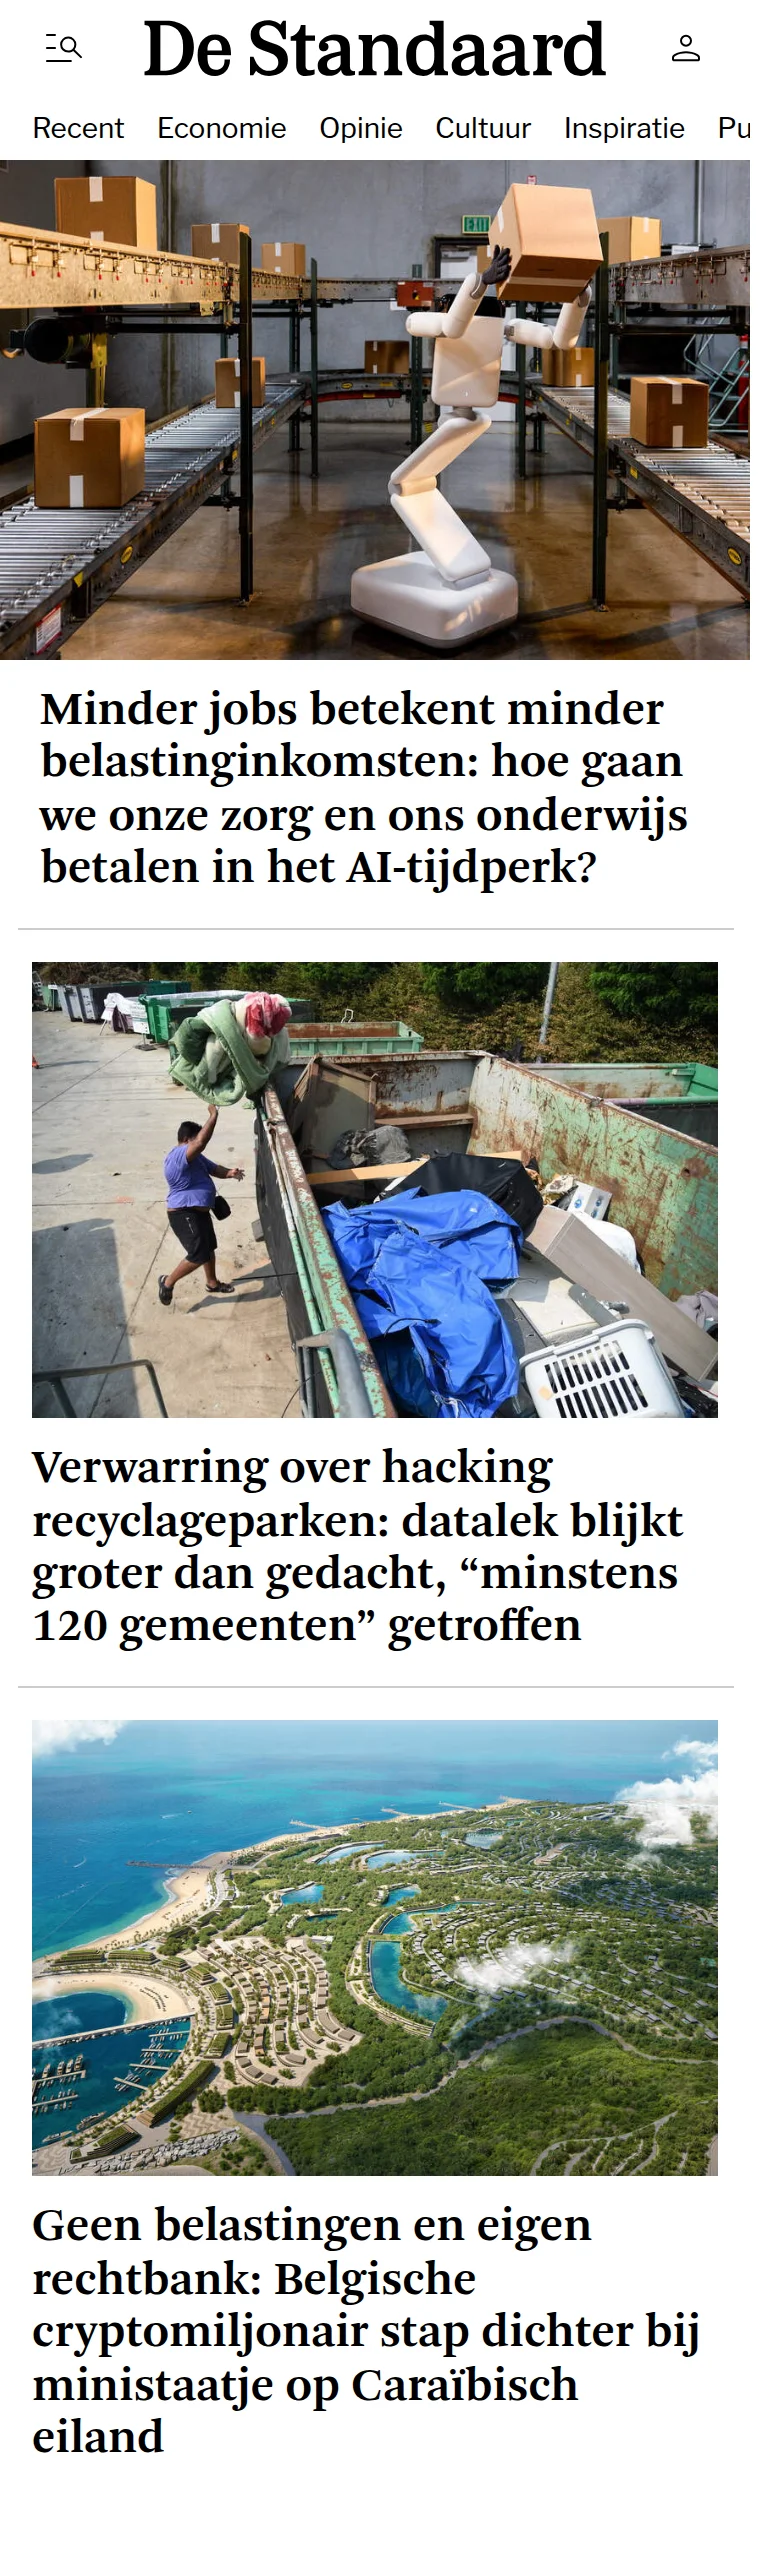 De Standaard
Recent Economie Opinie Cultuur Inspiratie Pu
EXIT
Minder jobs betekent minder
belastinginkomsten: hoe gaan
we onze zorg en ons onderwijs
betalen in het AI-tijdperk?
Verwarring over hacking
recyclageparken: datalek blijkt
groter dan gedacht, “minstens
120 gemeenten” getroffen
Geen belastingen en eigen
rechtbank: Belgische
cryptomiljonair stap dichter bij
ministaatje op Caraïbisch
eiland